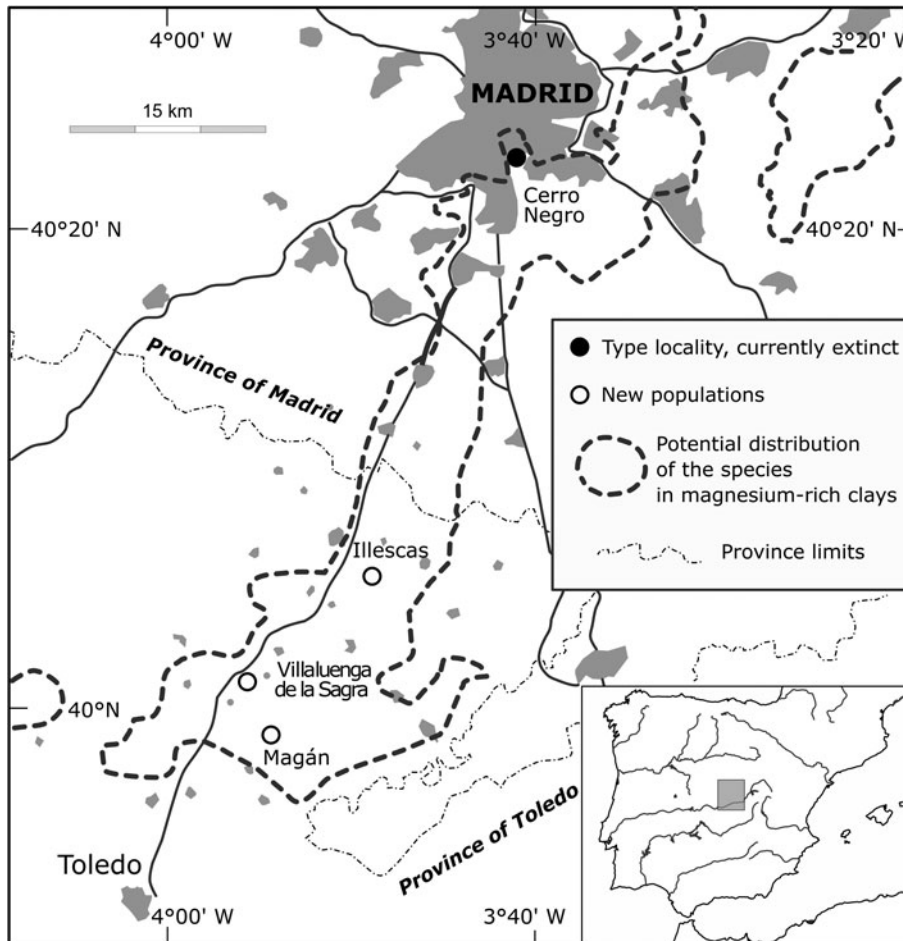 4°00' W
3°40' W
3°20' W
MADRID
15 km
Cerro
Negro
40°20' N
40°20' N
Province of Madrid
Type locality, currently extinct
New populations
Potential distribution
of the species
in magnesium-rich clays
Province limits
Illescas
Villaluenga
de la Sagra
40°N
Magán
Province of Toledo
Toledo
4°00' W
3°40' W